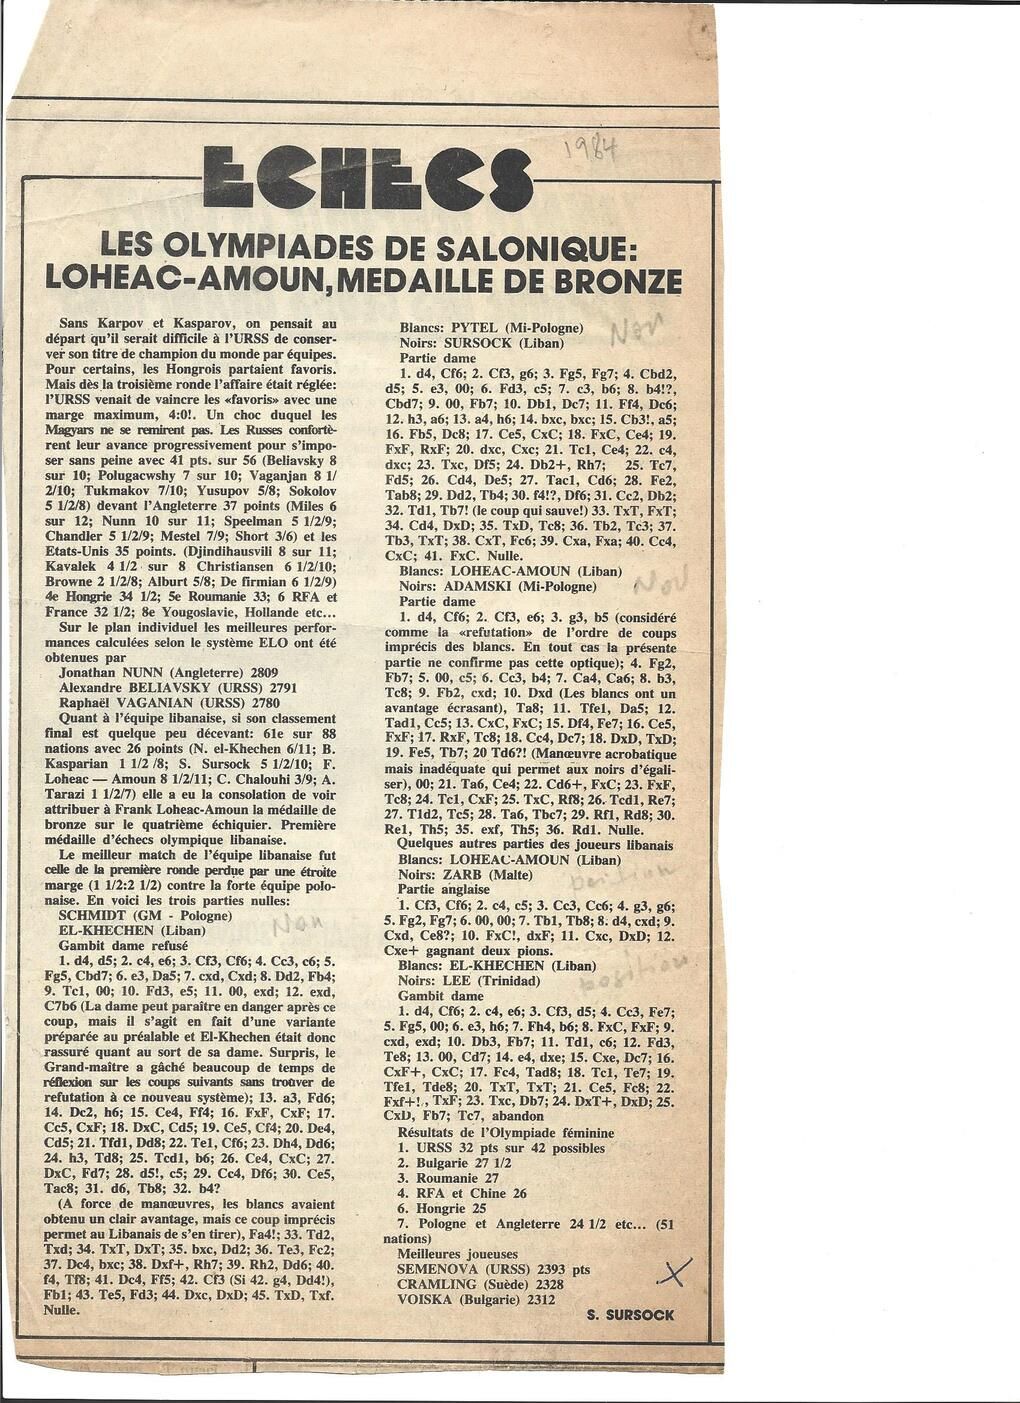 1984
ECHECS
LES OLYMPIADES DE SALONIQUE:
LOHEAC-AMOUN, MEDAILLE DE BRONZE
Sans Karpov et Kasparov, on pensait au
départ qu'il serait difficile à l'URSS de conser-
ver son titre de champion du monde par équipes.
Pour certains, les Hongrois partaient favoris.
Mais dès la troisième ronde l'affaire était réglée:
l'URSS venait de vaincre les «favoris» avec une
marge maximum, 4:0!. Un choc duquel les
Magyars ne se remirent pas. Les Russes confortè-
rent leur avance progressivement pour s'impo-
ser sans peine avec 41 pts. sur 56 (Beliavsky 8
sur 10; Polugacwshy 7 sur 10; Vaganjan 8 1/
2/10; Tukmakov 7/10; Yusupov 5/8; Sokolov
5 1/2/8) devant l'Angleterre 37 points (Miles 6
sur 12; Nunn 10 sur 11; Speelman 5 1/2/9;
Chandler 5 1/2/9; Mestel 7/9; Short 3/6) et les
Etats-Unis 35 points. (Djindihausvili 8 sur 11;
Kavalek 4 1/2 sur 8 Christiansen 6 1/2/10;
Browne 2 1/2/8; Alburt 5/8; De firmian 6 1/2/9)
4e Hongrie 34 1/2; 5e Roumanie 33; 6 RFA et
France 32 1/2; 8e Yougoslavie, Hollande etc...
Sur le plan individuel les meilleures perfor-
mances calculées selon le système ELO ont été
obtenues par
Jonathan NUNN (Angleterre) 2809
Alexandre BELIAVSKY (URSS) 2791
Raphaël VAGANIAN (URSS) 2780
Quant à l'équipe libanaise, si son classement
final est quelque peu décevant: 61e sur 88
nations avec 26 points (N. el-Khechen 6/11; B.
Kasparian 1 1/2 /8; S. Sursock 5 1/2/10; F.
Loheac — Amoun 8 1/2/11; C. Chalouhi 3/9; A.
Tarazi 1 1/2/7) elle a eu la consolation de voir
attribuer à Frank Loheac-Amoun la médaille de
bronze sur le quatrième échiquier. Première
médaille d'échecs olympique libanaise.
Le meilleur match de l'équipe libanaise fut
celle de la première ronde perdue par une étroite
marge (1 1/2:2 1/2) contre la forte équipe polo-
naise. En voici les trois parties nulles:
SCHMIDT (GM - Pologne)
EL-KHECHEN (Liban)
Non
Gambit dame refusé
1. d4, d5; 2. c4, e6; 3. Cf3, Cf6; 4. Cc3, c6; 5.
Fg5, Cbd7; 6. e3, Da5; 7. cxd, Cxd; 8. Dd2, Fb4;
9. Tc1, 00; 10. Fd3, e5; 11. 00, exd; 12. exd,
C7b6 (La dame peut paraître en danger après ce
coup, mais il s'agit en fait d'une variante
préparée au préalable et El-Khechen était donc
rassuré quant au sort de sa dame. Surpris, le
Grand-maître a gâché beaucoup de temps de
réflexion sur les coups suivants sans trouver de
refutation à ce nouveau système); 13. a3, Fd6;
14. Dc2, h6; 15. Ce4, Ff4; 16. FxF, CxF; 17.
Cc5, CxF; 18. DxC, Cd5; 19. Ce5, Cf4; 20. De4,
Cd5; 21. Tfd1, Dd8; 22. Te1, Cf6; 23. Dh4, Dd6;
24. h3, Td8; 25. Tcd1, b6; 26. Ce4, CxC; 27.
DxC, Fd7; 28. d5!, c5; 29. Cc4, Df6; 30. Ce5,
Tac8; 31. d6, Tb8; 32. b4?
(A force de manœuvres, les blancs avaient
obtenu un clair avantage, mais ce coup imprécis
permet au Libanais de s'en tirer), Fa4!; 33. Td2,
Txd; 34. TxT, DxT; 35. bxc, Dd2; 36. Te3, Fc2;
37. Dc4, bxc; 38. Dxf+, Rh7; 39. Rh2, Dd6; 40.
f4, Tf8; 41. Dc4, Ff5; 42. Cf3 (Si 42. g4, Dd4!),
Fb1; 43. Te5, Fd3; 44. Dxc, DxD; 45. TxD, Txf.
Nulle.
Blancs: PYTEL (Mi-Pologne)
Non
Noirs: SURSOCK (Liban)
Partie dame
1. d4, Cf6; 2. Cf3, g6; 3. Fg5, Fg7; 4. Cbd2,
d5; 5. e3, 00; 6. Fd3, c5; 7. c3, b6; 8. b4!?,
Cbd7; 9. 00, Fb7; 10. Db1, Dc7; 11. Ff4, Dc6;
12. h3, a6; 13. a4, h6; 14. bxc, bxc; 15. Cb3!, a5;
16. Fb5, Dc8; 17. Ce5, CxC; 18. FxC, Ce4; 19.
FxF, RxF; 20. dxc, Cxc; 21. Tc1, Ce4; 22. c4,
dxc; 23. Txc, Df5; 24. Db2+, Rh7; 25. Tc7,
Fd5; 26. Cd4, De5; 27. Tac1, Cd6; 28. Fe2,
Tab8; 29. Dd2, Tb4; 30. f4!?, Df6; 31. Cc2, Db2;
32. Td1, Tb7! (le coup qui sauve!) 33. TxT, FxT;
34. Cd4, DxD; 35. TxD, Tc8; 36. Tb2, Tc3; 37.
Tb3, TxT; 38. CxT, Fc6; 39. Cxa, Fxa; 40. Cc4,
CxC; 41. FxC. Nulle.
Blancs: LOHEAC-AMOUN (Liban)
Noirs: ADAMSKI (Mi-Pologne)
Non
Partie dame
1. d4, Cf6; 2. Cf3, e6; 3. g3, b5 (considéré
comme la «refutation» de l'ordre de coups
imprécis des blancs. En tout cas la présente
partie ne confirme pas cette optique); 4. Fg2,
Fb7; 5. 00, c5; 6. Cc3, b4; 7. Ca4, Ca6; 8. b3,
Tc8; 9. Fb2, cxd; 10. Dxd (Les blancs ont un
avantage écrasant), Ta8; 11. Tfe1, Da5; 12.
Tad1, Cc5; 13. CxC, FxC; 15. Df4, Fe7; 16. Ce5,
FxF; 17. RxF, Tc8; 18. Cc4, Dc7; 18. DxD, TxD;
19. Fe5, Tb7; 20 Td6?! (Manœuvre acrobatique
mais inadéquate qui permet aux noirs d'égali-
ser), 00; 21. Ta6, Ce4; 22. Cd6+, FxC; 23. FxF,
Tc8; 24. Tc1, CxF; 25. TxC, Rf8; 26. Tcd1, Re7;
27. T1d2, Tc5; 28. Ta6, Tbc7; 29. Rf1, Rd8; 30.
Re1, Th5; 35. exf, Th5; 36. Rd1. Nulle.
Quelques autres parties des joueurs libanais
Blancs: LOHEAC-AMOUN (Liban)
Noirs: ZARB (Malte)
position
Partie anglaise
1. Cf3, Cf6; 2. c4, c5; 3. Cc3, Cc6; 4. g3, g6;
5. Fg2, Fg7; 6. 00, 00; 7. Tb1, Tb8; 8. d4, cxd; 9.
Cxd, Ce8?; 10. FxC!, dxF; 11. Cxc, DxD; 12.
Cxe+ gagnant deux pions.
Blancs: EL-KHECHEN (Liban)
Noirs: LEE (Trinidad)
position
Gambit dame
1. d4, Cf6; 2. c4, e6; 3. Cf3, d5; 4. Cc3, Fe7;
5. Fg5, 00; 6. e3, h6; 7. Fh4, b6; 8. FxC, FxF; 9.
cxd, exd; 10. Db3, Fb7; 11. Td1, c6; 12. Fd3,
Te8; 13. 00, Cd7; 14. e4, dxe; 15. Cxe, Dc7; 16.
CxF+, CxC; 17. Fc4, Tad8; 18. Tc1, Te7; 19.
Tfe1, Tde8; 20. TxT, TxT; 21. Ce5, Fc8; 22.
Fxf+!, TxF; 23. Txc, Db7; 24. DxT+, DxD; 25.
CxD, Fb7; Tc7, abandon
Résultats de l'Olympiade féminine
1. URSS 32 pts sur 42 possibles
2. Bulgarie 27 1/2
3. Roumanie 27
4. RFA et Chine 26
6. Hongrie 25
7. Pologne et Angleterre 24 1/2 etc... (51
nations)
Meilleures joueuses
SEMENOVA (URSS) 2393 pts
CRAMLING (Suède) 2328
VOISKA (Bulgarie) 2312
S. SURSOCK